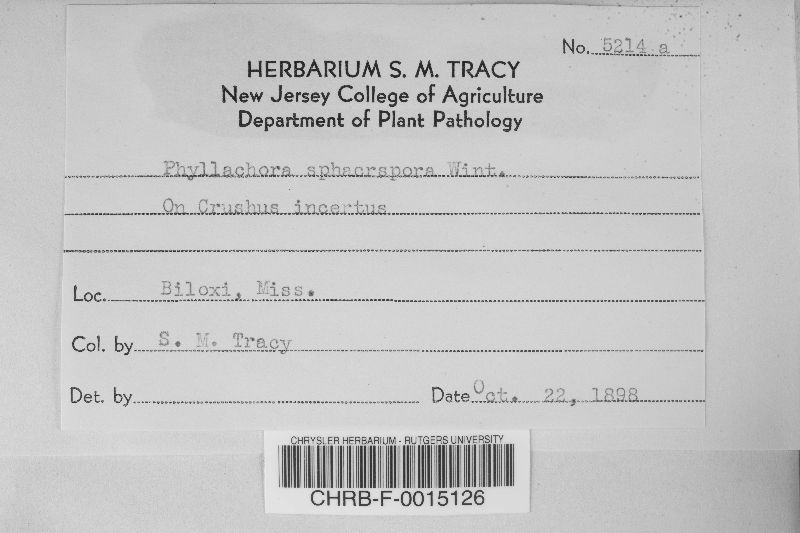 No. 5214 a
HERBARIUM S. M. TRACY
New Jersey College of Agriculture
Department of Plant Pathology
Phyllachora sphaerspora Wint.
On Crushus incertus
Loc. Biloxi, Miss.
Col. by S. M. Tracy
Det. by
Date Oct. 22, 1898
CHRYSLER HERBARIUM - RUTGERS UNIVERSITY
CHRB-F-0015126